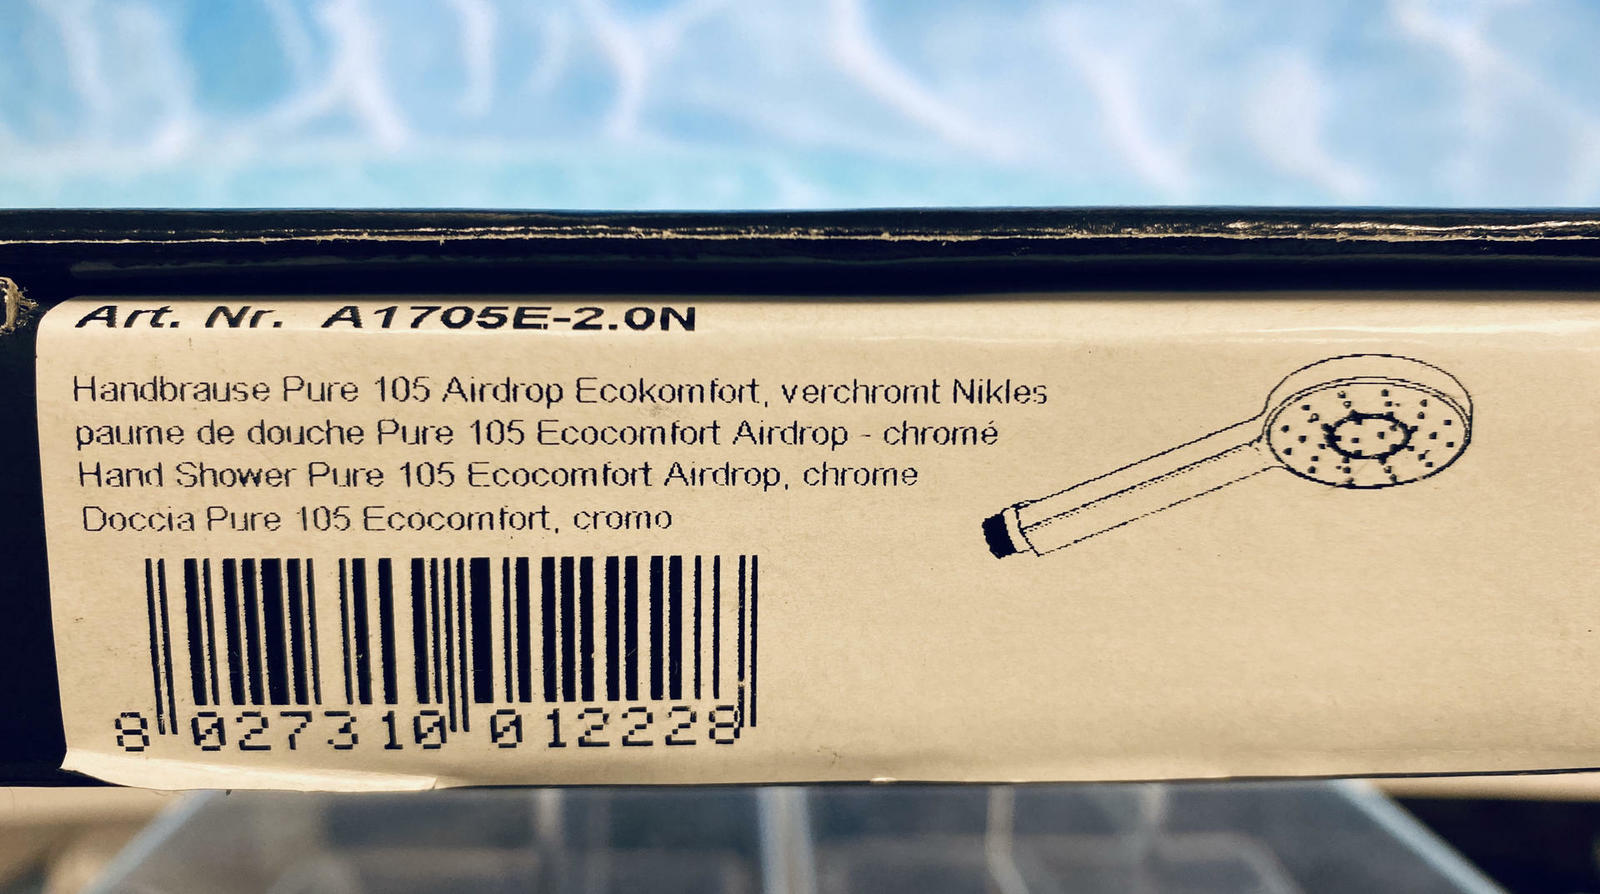 Art. Nr. A1705E-2.0N
Handbrause Pure 105 Airdrop Ecokomfort, verchromt Nikles
paume de douche Pure 105 Ecocomfort Airdrop - chromé
Hand Shower Pure 105 Ecocomfort Airdrop, chrome
Doccia Pure 105 Ecocomfort, cromo
8 027310 012228